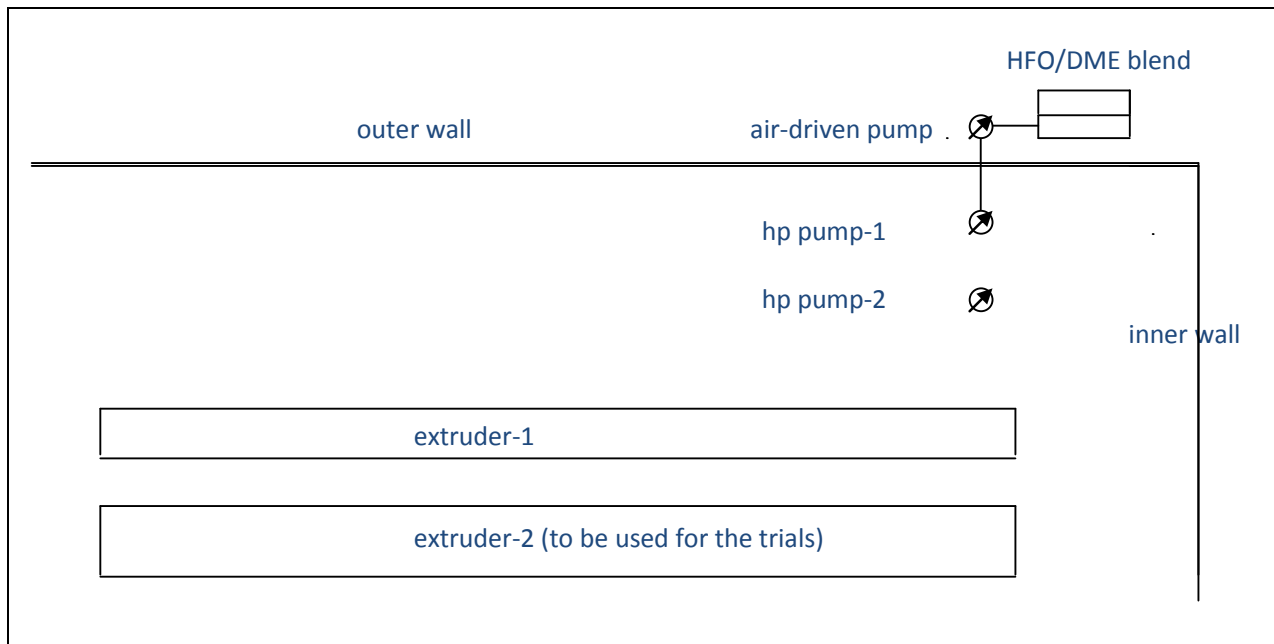 HFO/DME blend
outer wall
air-driven pump
hp pump-1
hp pump-2
inner wall
extruder-1
extruder-2 (to be used for the trials)